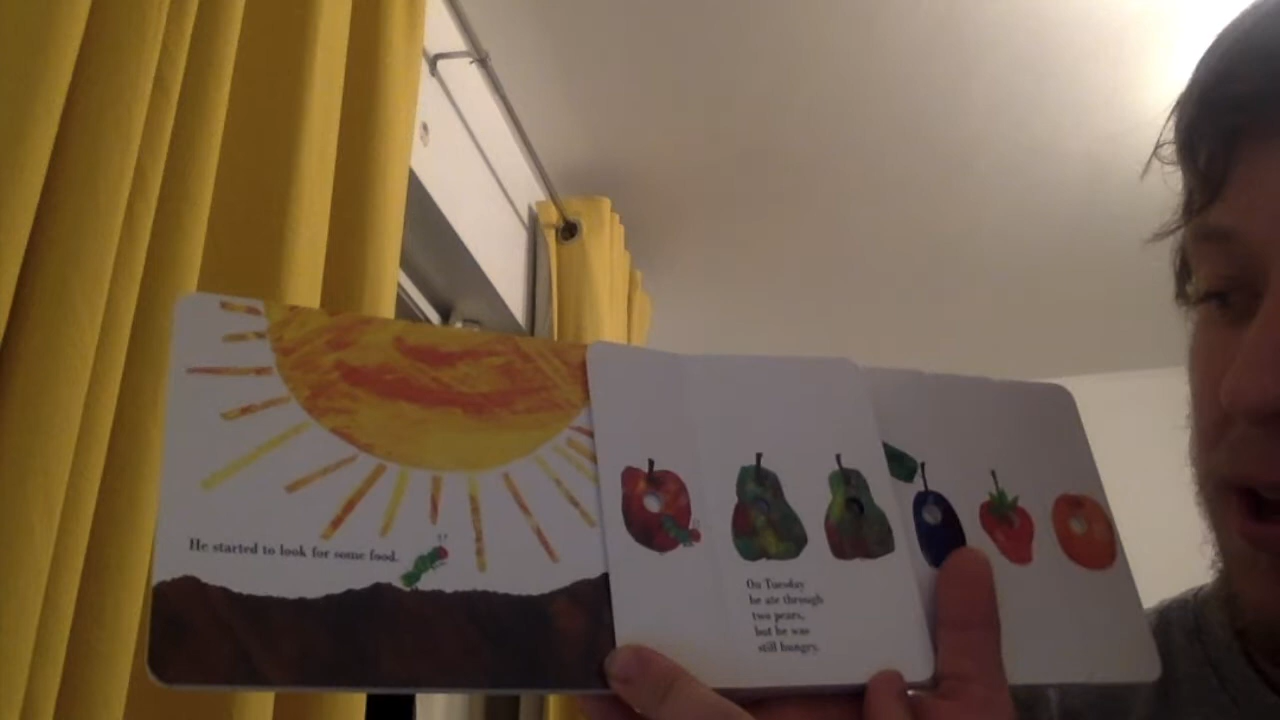 He started to look for some food.
On Tuesday
he ate through
two pears,
but he was
still hungry.